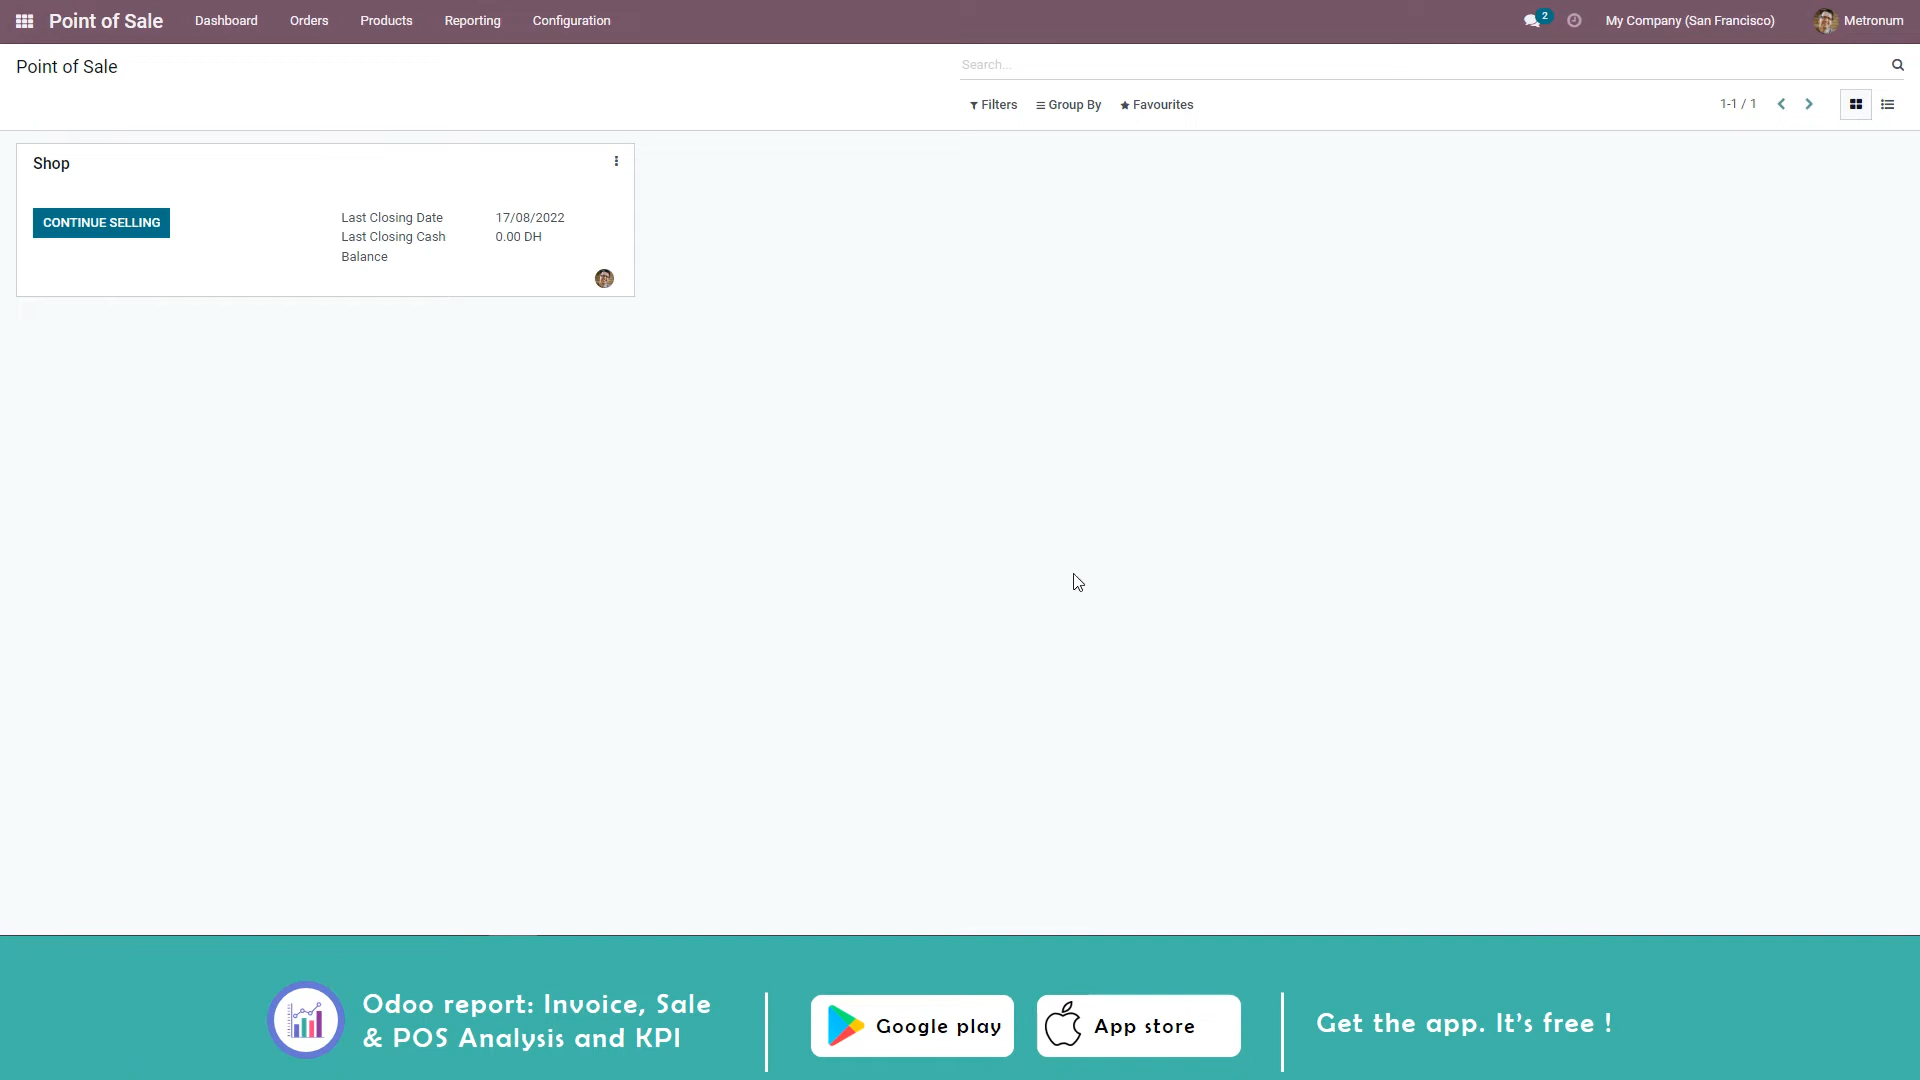 Point of Sale
Dashboard
Orders
Products
Reporting
Configuration
2
My Company (San Francisco)
Metronum
Point of Sale
Search...
Filters
Group By
Favourites
1-1 / 1
Shop
CONTINUE SELLING
Last Closing Date 17/08/2022
Last Closing Cash 0.00 DH
Balance
Odoo report: Invoice, Sale
& POS Analysis and KPI
Google play
App store
Get the app. It's free !